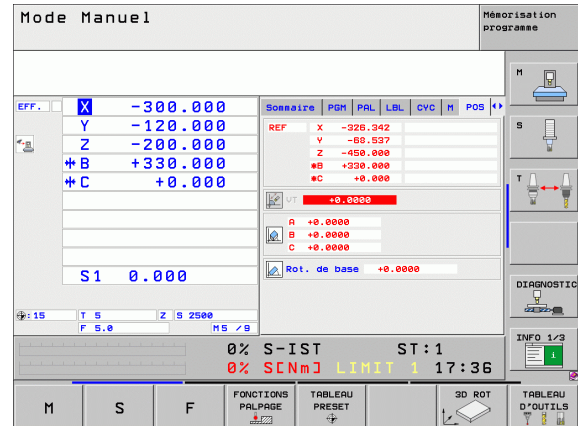 Mode Manuel
Mémorisation
programme
EFF. X -300.000
Y -120.000
Z -200.000
B +330.000
C +0.000
S1 0.000
:15 T 5 Z S 2500
F 5.0 M5 /9
Sommaire PGM PAL LBL CYC M POS
REF X -326.342
Y -68.537
Z -450.000
*B +330.000
*C +0.000
VT +0.0000
A +0.0000
B +0.0000
C +0.0000
Rot. de base +0.0000
M
S
T
DIAGNOSTIC
INFO 1/3
0% S-IST ST:1
0% S[Nm] LIMIT 1 17:36
M
S
F
FONCTIONS
PALPAGE
TABLEAU
PRESET
3D ROT
TABLEAU
D'OUTILS